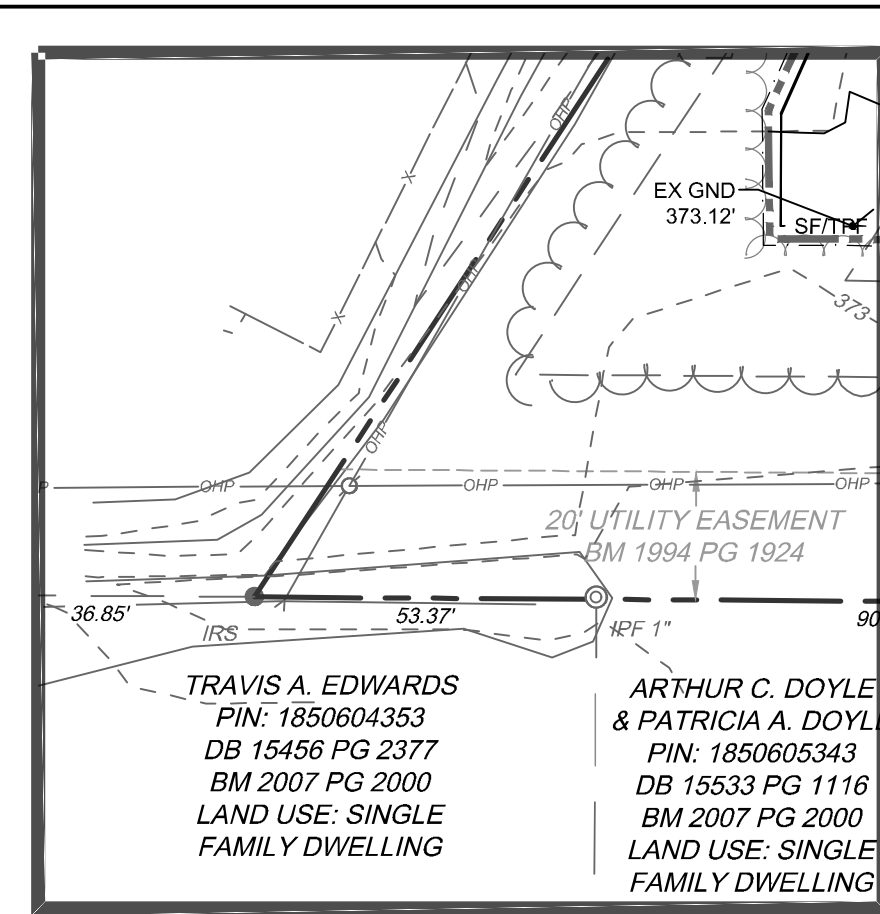 OHP
EX GND
373.12'
SF/TPF
OHP
373
OHP
P
OHP
OHP
OHP
OHP
20' UTILITY EASEMENT
BM 1994 PG 1924
36.85'
53.37'
90
IRS
IPF 1"
TRAVIS A. EDWARDS
PIN: 1850604353
DB 15456 PG 2377
BM 2007 PG 2000
LAND USE: SINGLE
FAMILY DWELLING
ARTHUR C. DOYLE
& PATRICIA A. DOYLE
PIN: 1850605343
DB 15533 PG 1116
BM 2007 PG 2000
LAND USE: SINGLE
FAMILY DWELLING